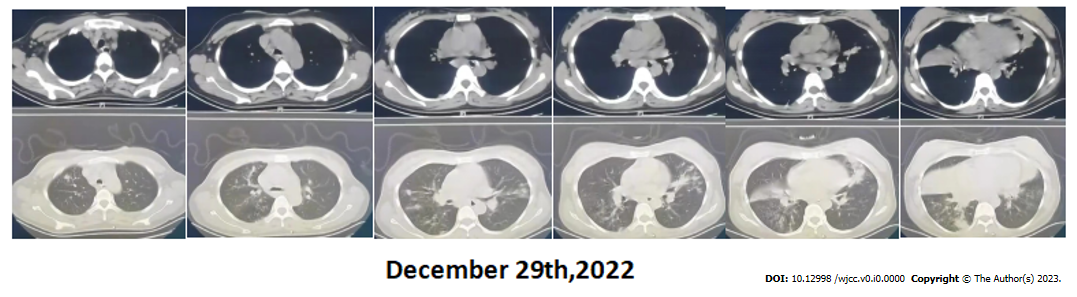 December 29th,2022
DOI: 10.12998 /wjcc.v0.i0.0000 Copyright © The Author(s) 2023.